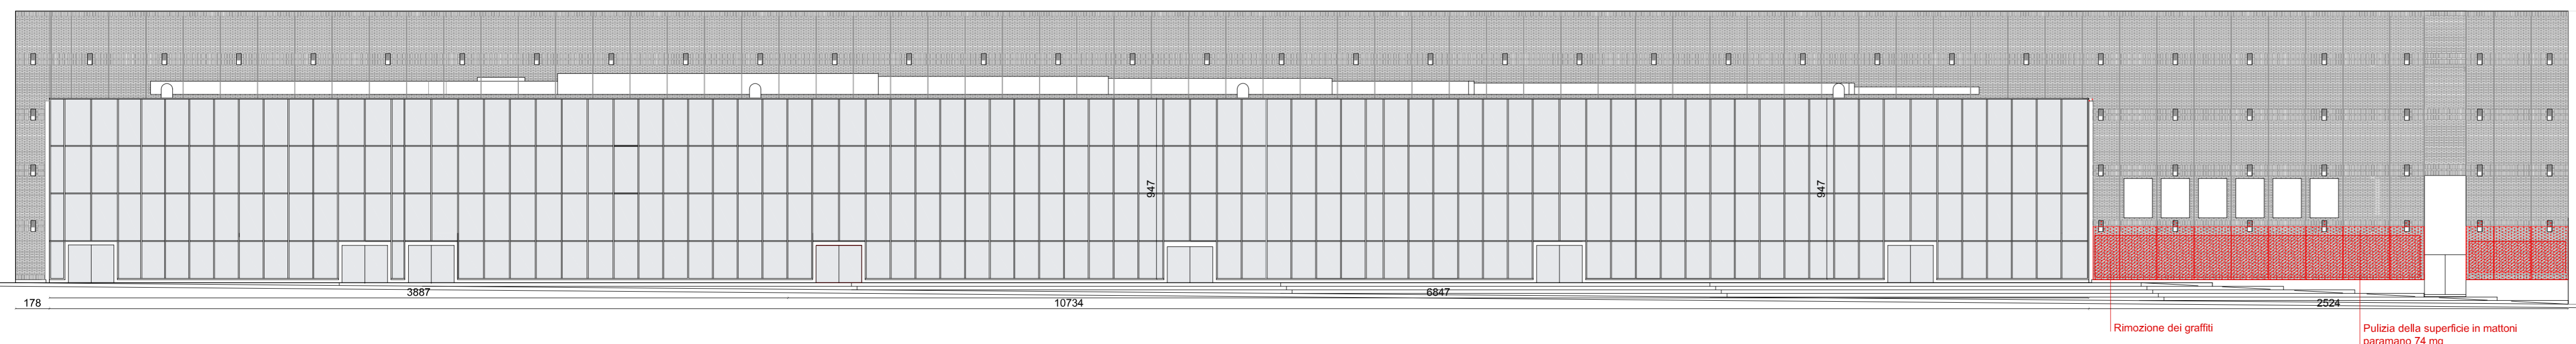 947
947
3887
6847
178
10734
2524
Rimozione dei graffiti
Pulizia della superficie in mattoni
paramano 74 mq